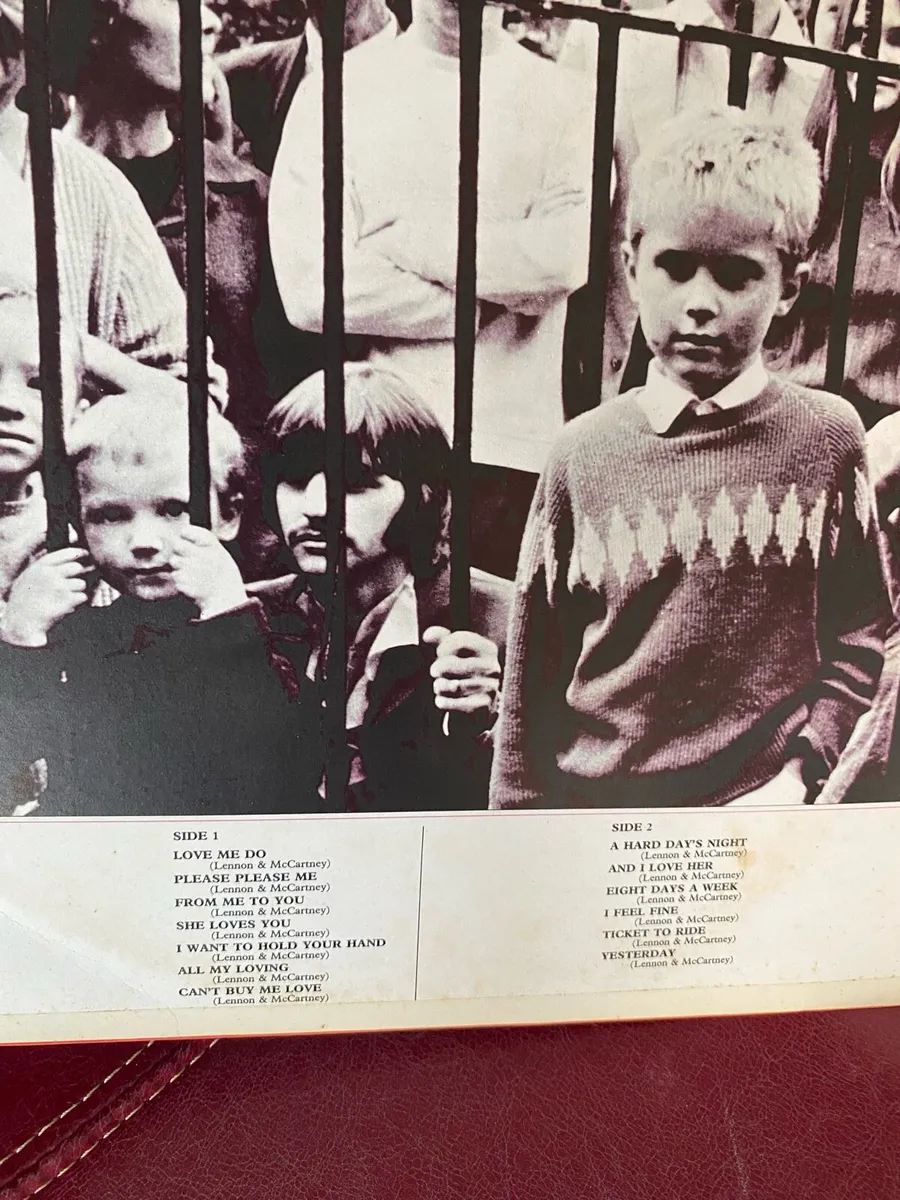 SIDE 1
LOVE ME DO
(Lennon & McCartney)
PLEASE PLEASE ME
(Lennon & McCartney)
FROM ME TO YOU
(Lennon & McCartney)
SHE LOVES YOU
(Lennon & McCartney)
I WANT TO HOLD YOUR HAND
(Lennon & McCartney)
ALL MY LOVING
(Lennon & McCartney)
CAN'T BUY ME LOVE
(Lennon & McCartney)
SIDE 2
A HARD DAY'S NIGHT
(Lennon & McCartney)
AND I LOVE HER
(Lennon & McCartney)
EIGHT DAYS A WEEK
(Lennon & McCartney)
I FEEL FINE
(Lennon & McCartney)
TICKET TO RIDE
(Lennon & McCartney)
YESTERDAY
(Lennon & McCartney)